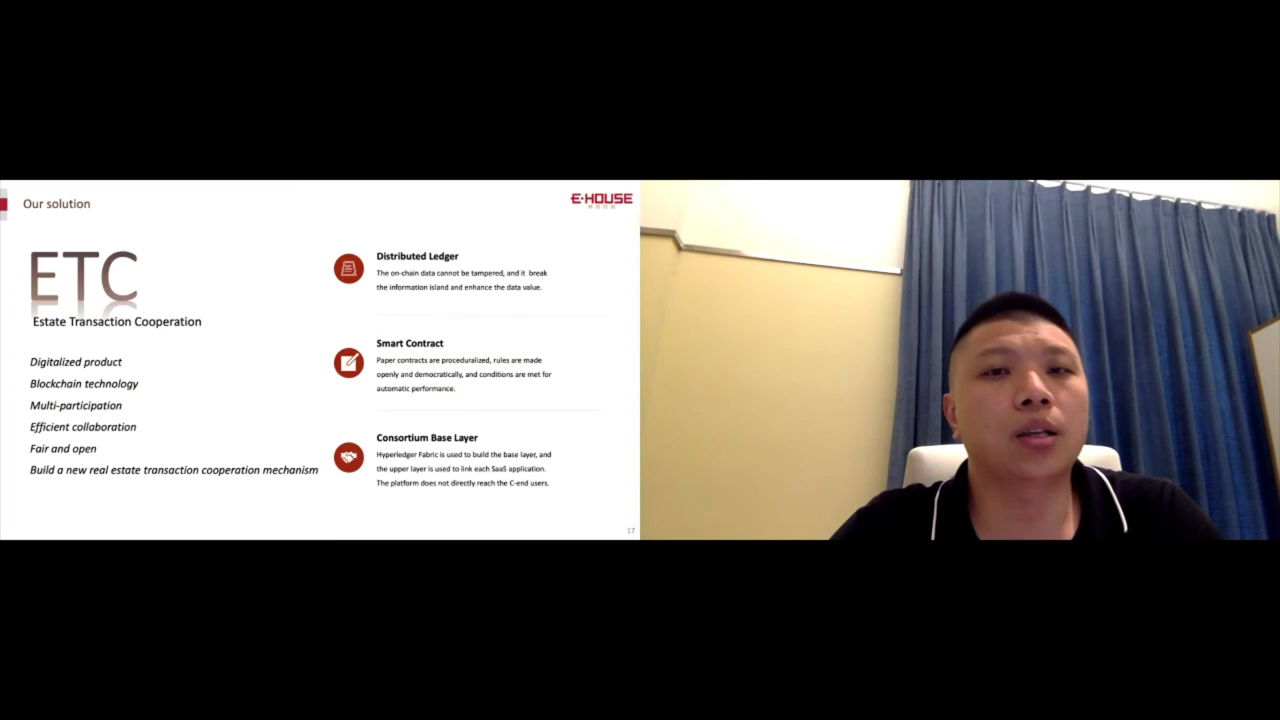 Our solution
E·HOUSE
ETC
Estate Transaction Cooperation
Digitalized product
Blockchain technology
Multi-participation
Efficient collaboration
Fair and open
Build a new real estate transaction cooperation mechanism
Distributed Ledger
The on-chain data cannot be tampered, and it break
the information island and enhance the data value.
Smart Contract
Paper contracts are proceduralized, rules are made
openly and democratically, and conditions are met for
automatic performance.
Consortium Base Layer
Hyperledger Fabric is used to build the base layer, and
the upper layer is used to link each SaaS application.
The platform does not directly reach the C-end users.
17